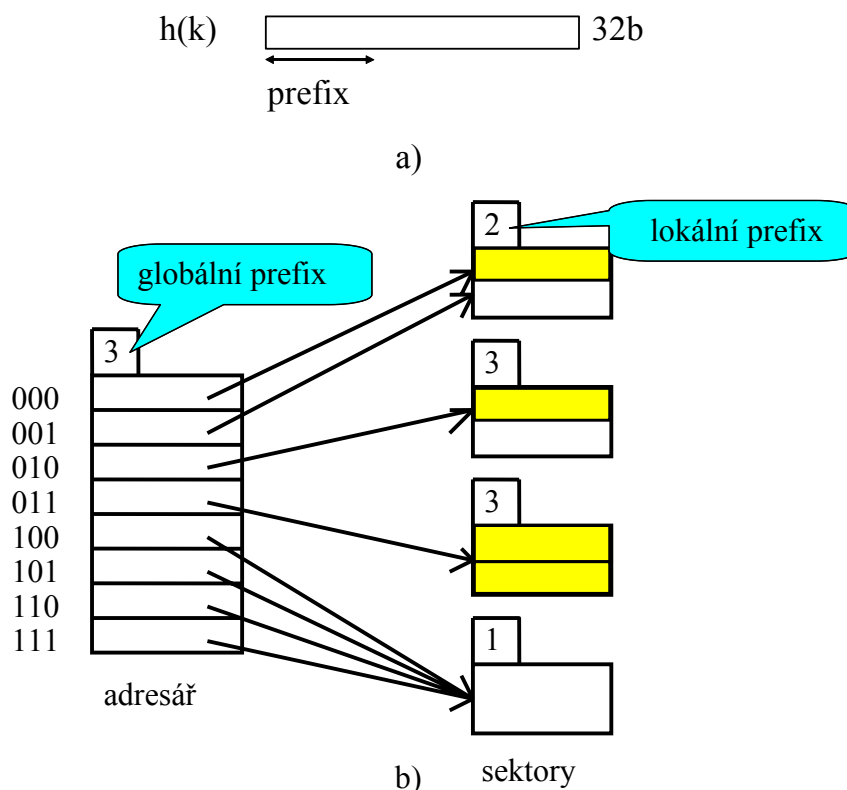 h(k) 32b
prefix
a)
2 lokální prefix
globální prefix
3
3
000
001
010
011
3
100
101
110
111
1
adresář
sektory
b)